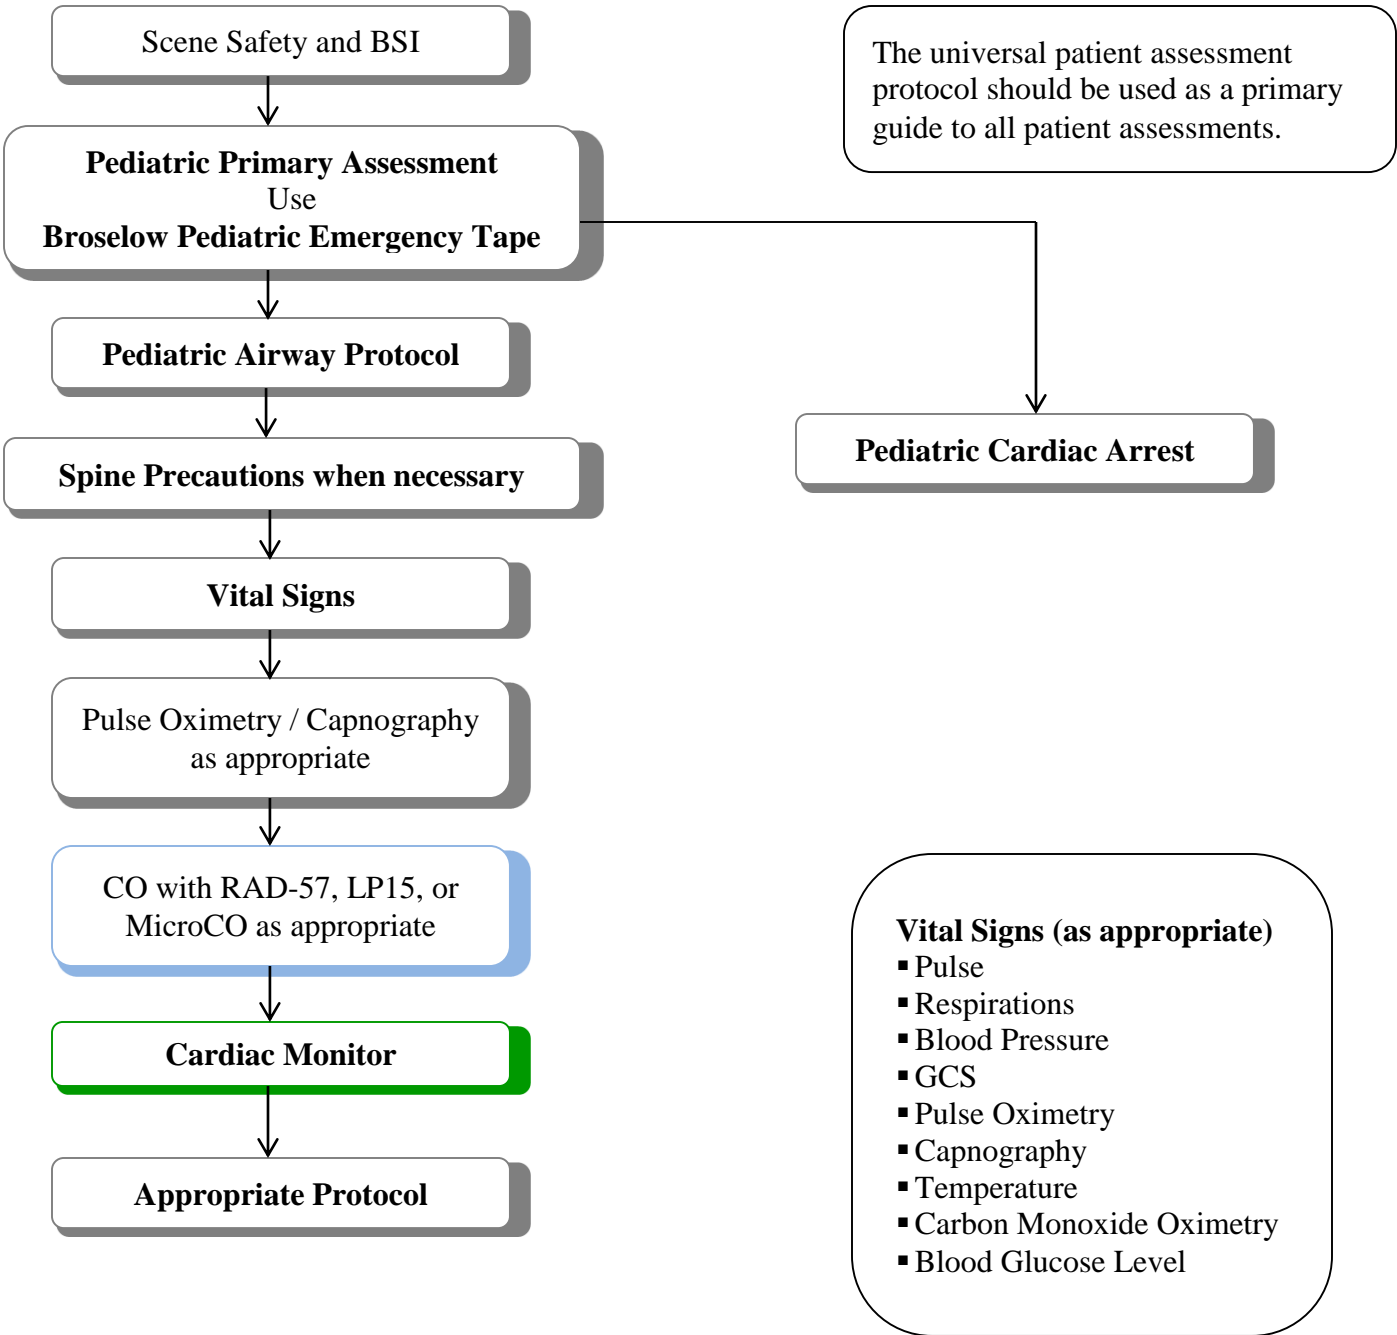 Scene Safety and BSI
The universal patient assessment
protocol should be used as a primary
guide to all patient assessments.
Pediatric Primary Assessment
Use
Broselow Pediatric Emergency Tape
Pediatric Airway Protocol
Pediatric Cardiac Arrest
Spine Precautions when necessary
Vital Signs
Pulse Oximetry / Capnography
as appropriate
CO with RAD-57, LP15, or
MicroCO as appropriate
Cardiac Monitor
Appropriate Protocol
Vital Signs (as appropriate)
▪ Pulse
▪ Respirations
▪ Blood Pressure
▪ GCS
▪ Pulse Oximetry
▪ Capnography
▪ Temperature
▪ Carbon Monoxide Oximetry
▪ Blood Glucose Level